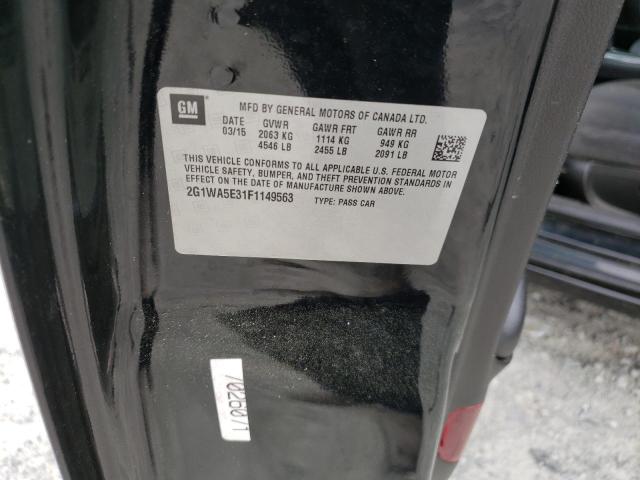 GM
MFD BY GENERAL MOTORS OF CANADA LTD.
DATE GVWR GAWR FRT GAWR RR
03/15 2063 KG 1114 KG 949 KG
4546 LB 2455 LB 2091 LB
THIS VEHICLE CONFORMS TO ALL APPLICABLE U.S. FEDERAL MOTOR
VEHICLE SAFETY, BUMPER, AND THEFT PREVENTION STANDARDS
IN EFFECT ON THE DATE OF MANUFACTURE SHOWN ABOVE.
2G1WA5E31F1149563 TYPE: PASS CAR